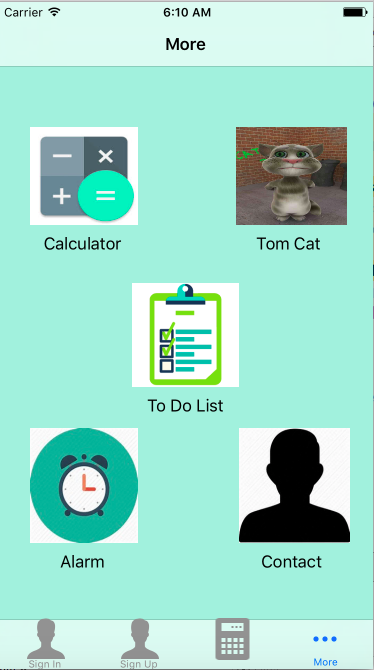 Carrier 6:10 AM
More
Calculator Tom Cat
To Do List
Alarm Contact
Sign In Sign Up More